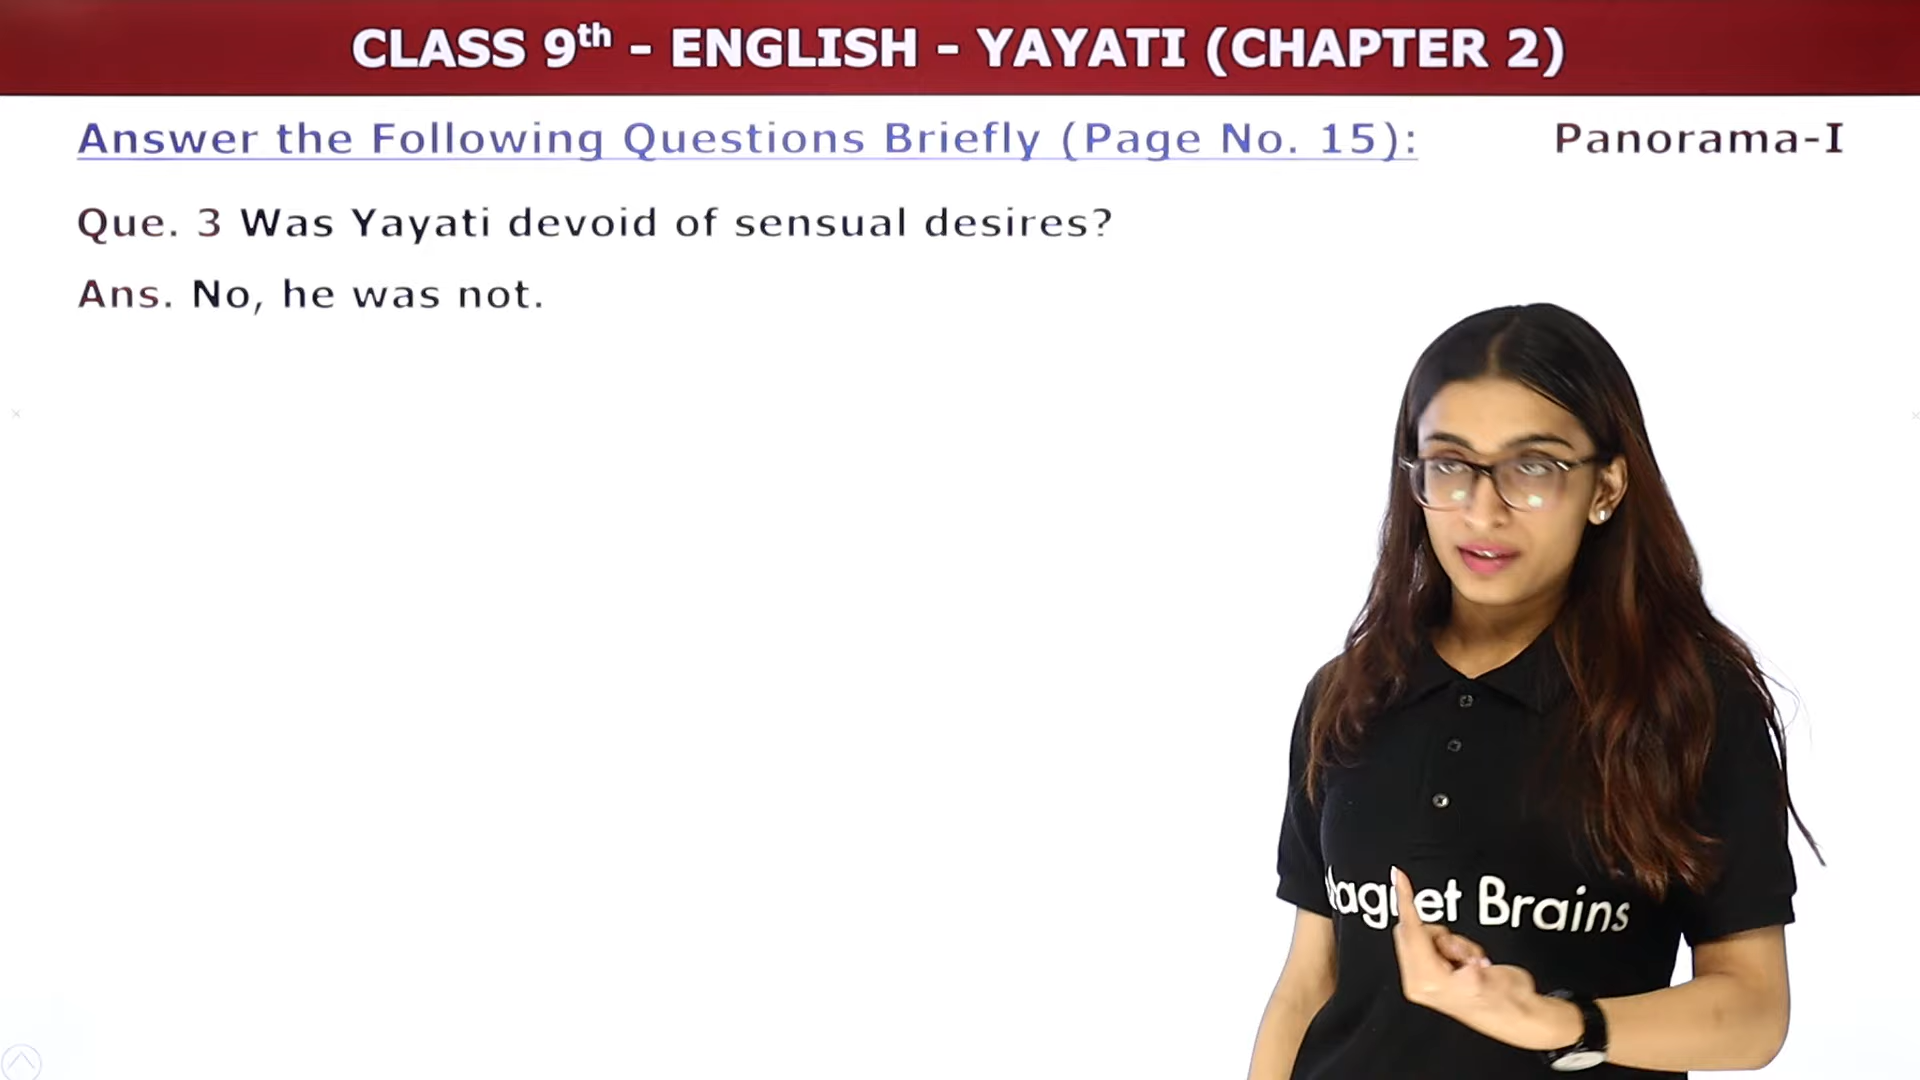 CLASS 9th - ENGLISH - YAYATI (CHAPTER 2)
Answer the Following Questions Briefly (Page No. 15): Panorama-I
Que. 3 Was Yayati devoid of sensual desires?
Ans. No, he was not.
Brains